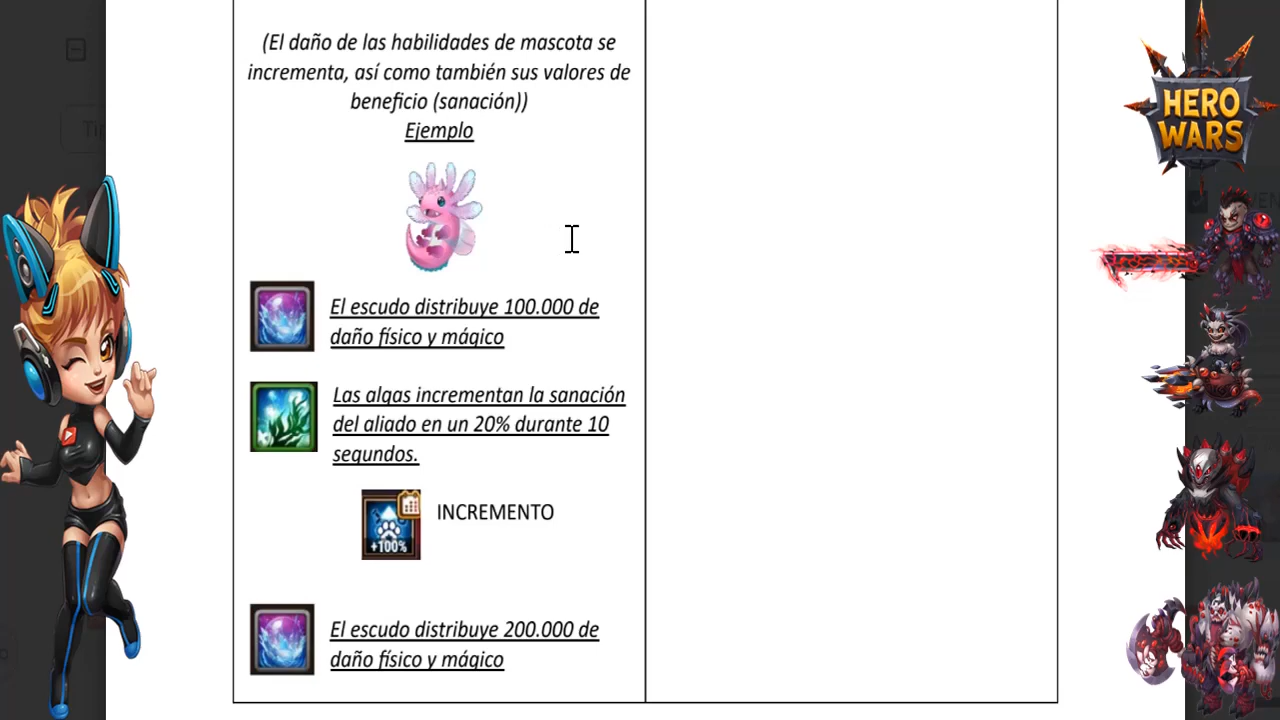 (El daño de las habilidades de mascota se
incrementa, así como también sus valores de
beneficio (sanación))
Ejemplo
El escudo distribuye 100.000 de
daño físico y mágico
Las algas incrementan la sanación
del aliado en un 20% durante 10
segundos.
INCREMENTO
+100%
El escudo distribuye 200.000 de
daño físico y mágico
HERO
WARS